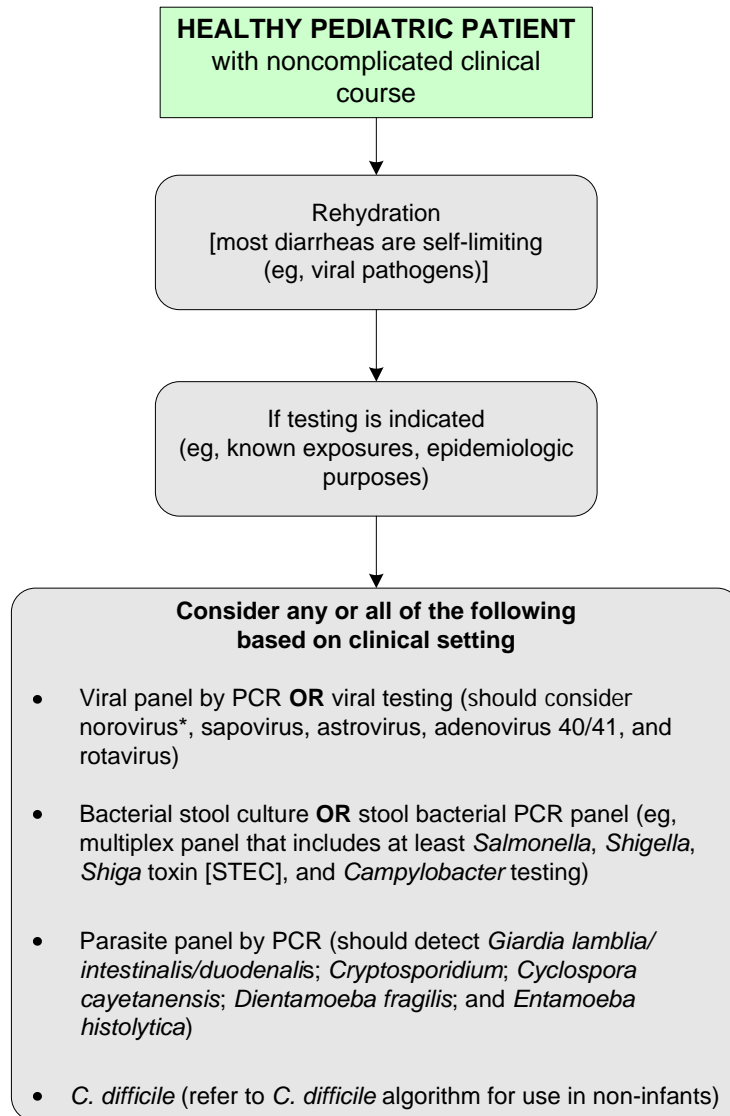 HEALTHY PEDIATRIC PATIENT
with noncomplicated clinical
course
Rehydration
[most diarrheas are self-limiting
(eg, viral pathogens)]
If testing is indicated
(eg, known exposures, epidemiologic
purposes)
Consider any or all of the following
based on clinical setting
• Viral panel by PCR OR viral testing (should consider
norovirus*, sapovirus, astrovirus, adenovirus 40/41, and
rotavirus)
• Bacterial stool culture OR stool bacterial PCR panel (eg,
multiplex panel that includes at least Salmonella, Shigella,
Shiga toxin [STEC], and Campylobacter testing)
• Parasite panel by PCR (should detect Giardia lamblia/
intestinalis/duodenalis; Cryptosporidium; Cyclospora
cayetanensis; Dientamoeba fragilis; and Entamoeba
histolytica)
• C. difficile (refer to C. difficile algorithm for use in non-infants)